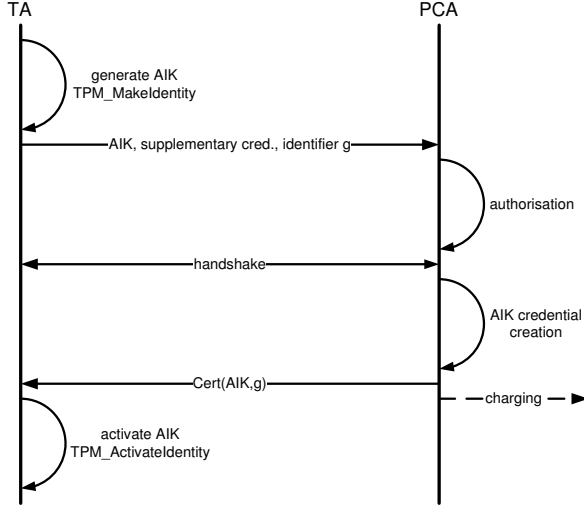 TA
PCA
generate AIK
TPM_MakeIdentity
AIK, supplementary cred., identifier g
authorisation
handshake
AIK credential
creation
Cert(AIK,g)
charging
activate AIK
TPM_ActivateIdentity